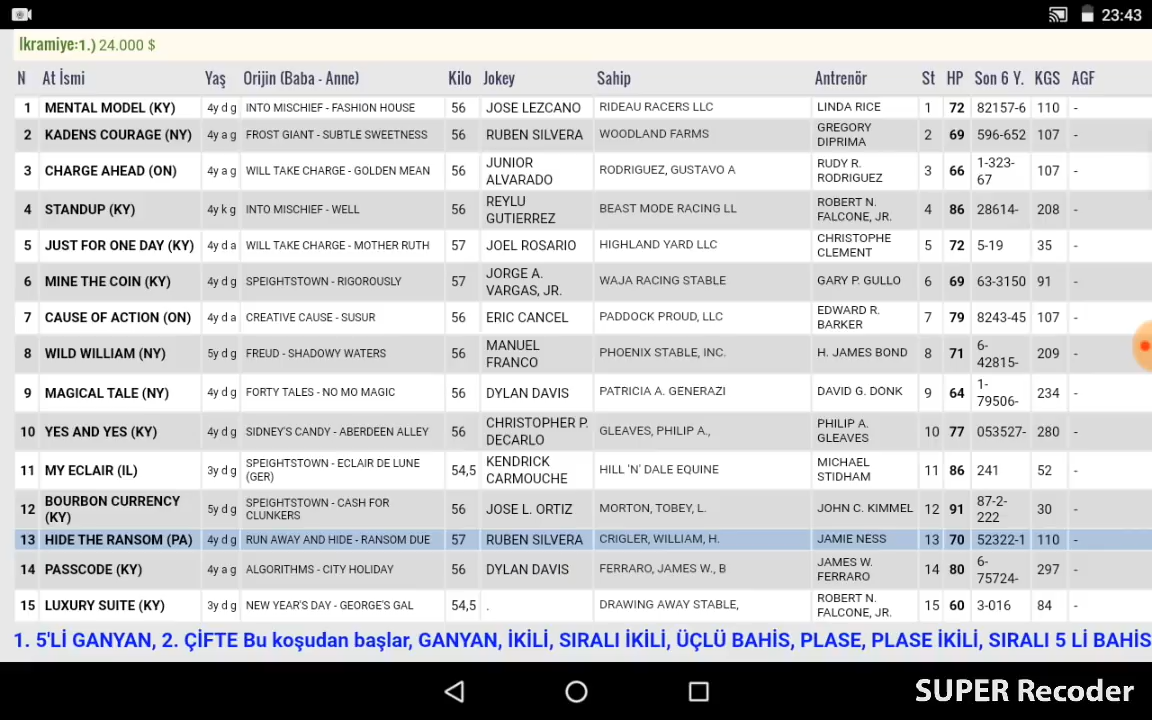 23:43
Ikramiye:1.) 24.000 $
N At İsmi Yaş Orijin (Baba - Anne) Kilo Jokey Sahip Antrenör St HP Son 6 Y. KGS AGF
1 MENTAL MODEL (KY) 4y d g INTO MISCHIEF - FASHION HOUSE 56 JOSE LEZCANO RIDEAU RACERS LLC LINDA RICE 1 72 82157-6 110 -
2 KADENS COURAGE (NY) 4y a g FROST GIANT - SUBTLE SWEETNESS 56 RUBEN SILVERA WOODLAND FARMS GREGORY DIPRIMA 2 69 596-652 107 -
3 CHARGE AHEAD (ON) 4y a g WILL TAKE CHARGE - GOLDEN MEAN 56 JUNIOR ALVARADO RODRIGUEZ, GUSTAVO A RUDY R. RODRIGUEZ 3 66 1-323-67 107 -
4 STANDUP (KY) 4y k g INTO MISCHIEF - WELL 56 REYLU GUTIERREZ BEAST MODE RACING LL ROBERT N. FALCONE, JR. 4 86 28614- 208 -
5 JUST FOR ONE DAY (KY) 4y d a WILL TAKE CHARGE - MOTHER RUTH 57 JOEL ROSARIO HIGHLAND YARD LLC CHRISTOPHE CLEMENT 5 72 5-19 35 -
6 MINE THE COIN (KY) 4y d g SPEIGHTSTOWN - RIGOROUSLY 57 JORGE A. VARGAS, JR. WAJA RACING STABLE GARY P. GULLO 6 69 63-3150 91 -
7 CAUSE OF ACTION (ON) 4y d a CREATIVE CAUSE - SUSUR 56 ERIC CANCEL PADDOCK PROUD, LLC EDWARD R. BARKER 7 79 8243-45 107 -
8 WILD WILLIAM (NY) 5y d g FREUD - SHADOWY WATERS 56 MANUEL FRANCO PHOENIX STABLE, INC. H. JAMES BOND 8 71 6-42815- 209 -
9 MAGICAL TALE (NY) 4y d g FORTY TALES - NO MO MAGIC 56 DYLAN DAVIS PATRICIA A. GENERAZI DAVID G. DONK 9 64 1-79506- 234 -
10 YES AND YES (KY) 4y d g SIDNEY'S CANDY - ABERDEEN ALLEY 56 CHRISTOPHER P. DECARLO GLEAVES, PHILIP A., PHILIP A. GLEAVES 10 77 053527- 280 -
11 MY ECLAIR (IL) 3y d g SPEIGHTSTOWN - ECLAIR DE LUNE (GER) 54,5 KENDRICK CARMOUCHE HILL 'N' DALE EQUINE MICHAEL STIDHAM 11 86 241 52 -
12 BOURBON CURRENCY (KY) 5y d g SPEIGHTSTOWN - CASH FOR CLUNKERS 56 JOSE L. ORTIZ MORTON, TOBEY, L. JOHN C. KIMMEL 12 91 87-2-222 30 -
13 HIDE THE RANSOM (PA) 4y d g RUN AWAY AND HIDE - RANSOM DUE 57 RUBEN SILVERA CRIGLER, WILLIAM, H. JAMIE NESS 13 70 52322-1 110 -
14 PASSCODE (KY) 4y a g ALGORITHMS - CITY HOLIDAY 56 DYLAN DAVIS FERRARO, JAMES W., B JAMES W. FERRARO 14 80 6-75724- 297 -
15 LUXURY SUITE (KY) 3y d g NEW YEAR'S DAY - GEORGE'S GAL 54,5 . DRAWING AWAY STABLE, ROBERT N. FALCONE, JR. 15 60 3-016 84 -
1. 5'Lİ GANYAN, 2. ÇİFTE Bu koşudan başlar, GANYAN, İKİLİ, SIRALI İKİLİ, ÜÇLÜ BAHİS, PLASE, PLASE İKİLİ, SIRALI 5 Lİ BAHİS
SUPER Recoder